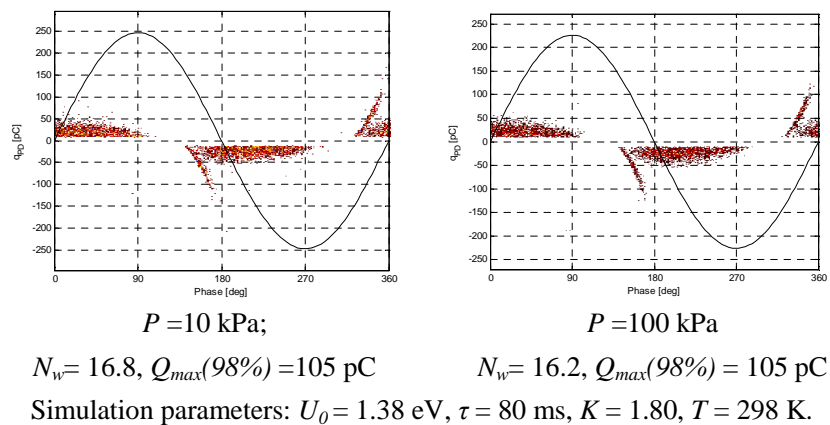 250
200
150
100
50
0
-50
-100
-150
-200
-250
q_PD [pC]
0 90 180 270 360
Phase [deg]
250
200
150
100
50
0
-50
-100
-150
-200
-250
q_PD [pC]
0 90 180 270 360
Phase [deg]
P =10 kPa; P =100 kPa
N_w= 16.8, Q_max(98%) =105 pC N_w= 16.2, Q_max(98%) = 105 pC
Simulation parameters: U_0 = 1.38 eV, τ = 80 ms, K = 1.80, T = 298 K.